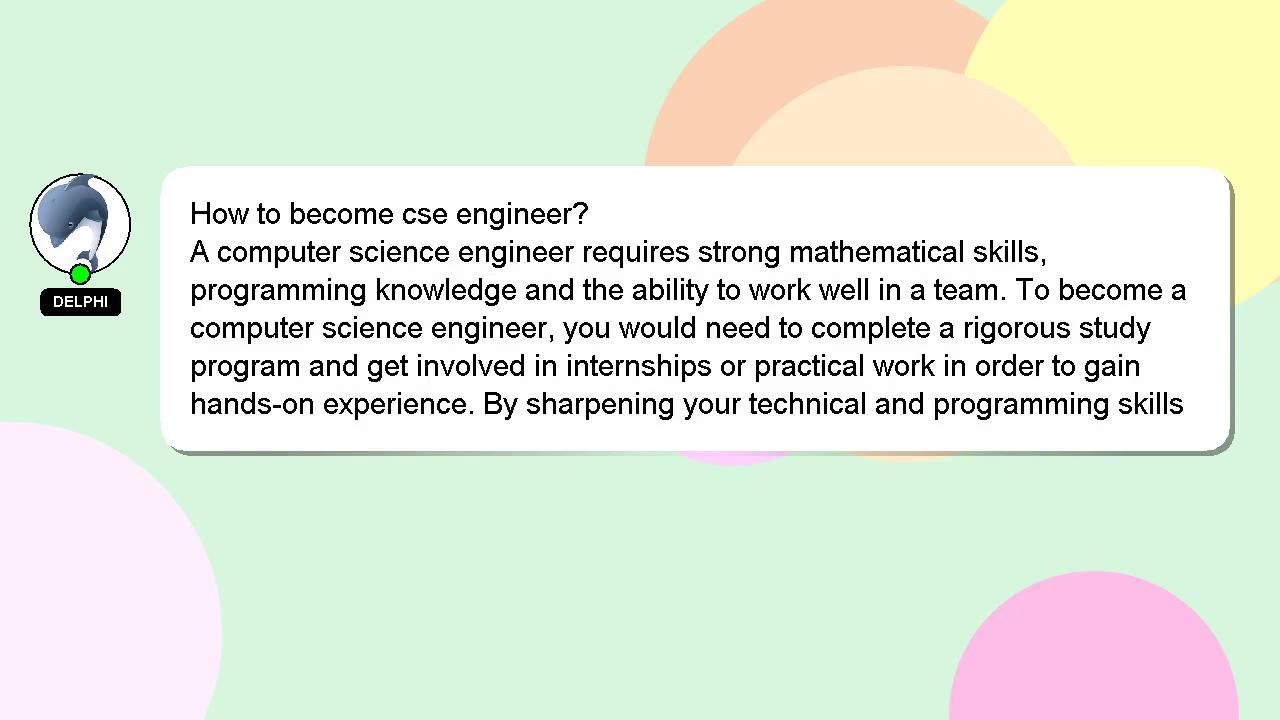 How to become cse engineer?
A computer science engineer requires strong mathematical skills,
programming knowledge and the ability to work well in a team. To become a
computer science engineer, you would need to complete a rigorous study
program and get involved in internships or practical work in order to gain
hands-on experience. By sharpening your technical and programming skills
DELPHI